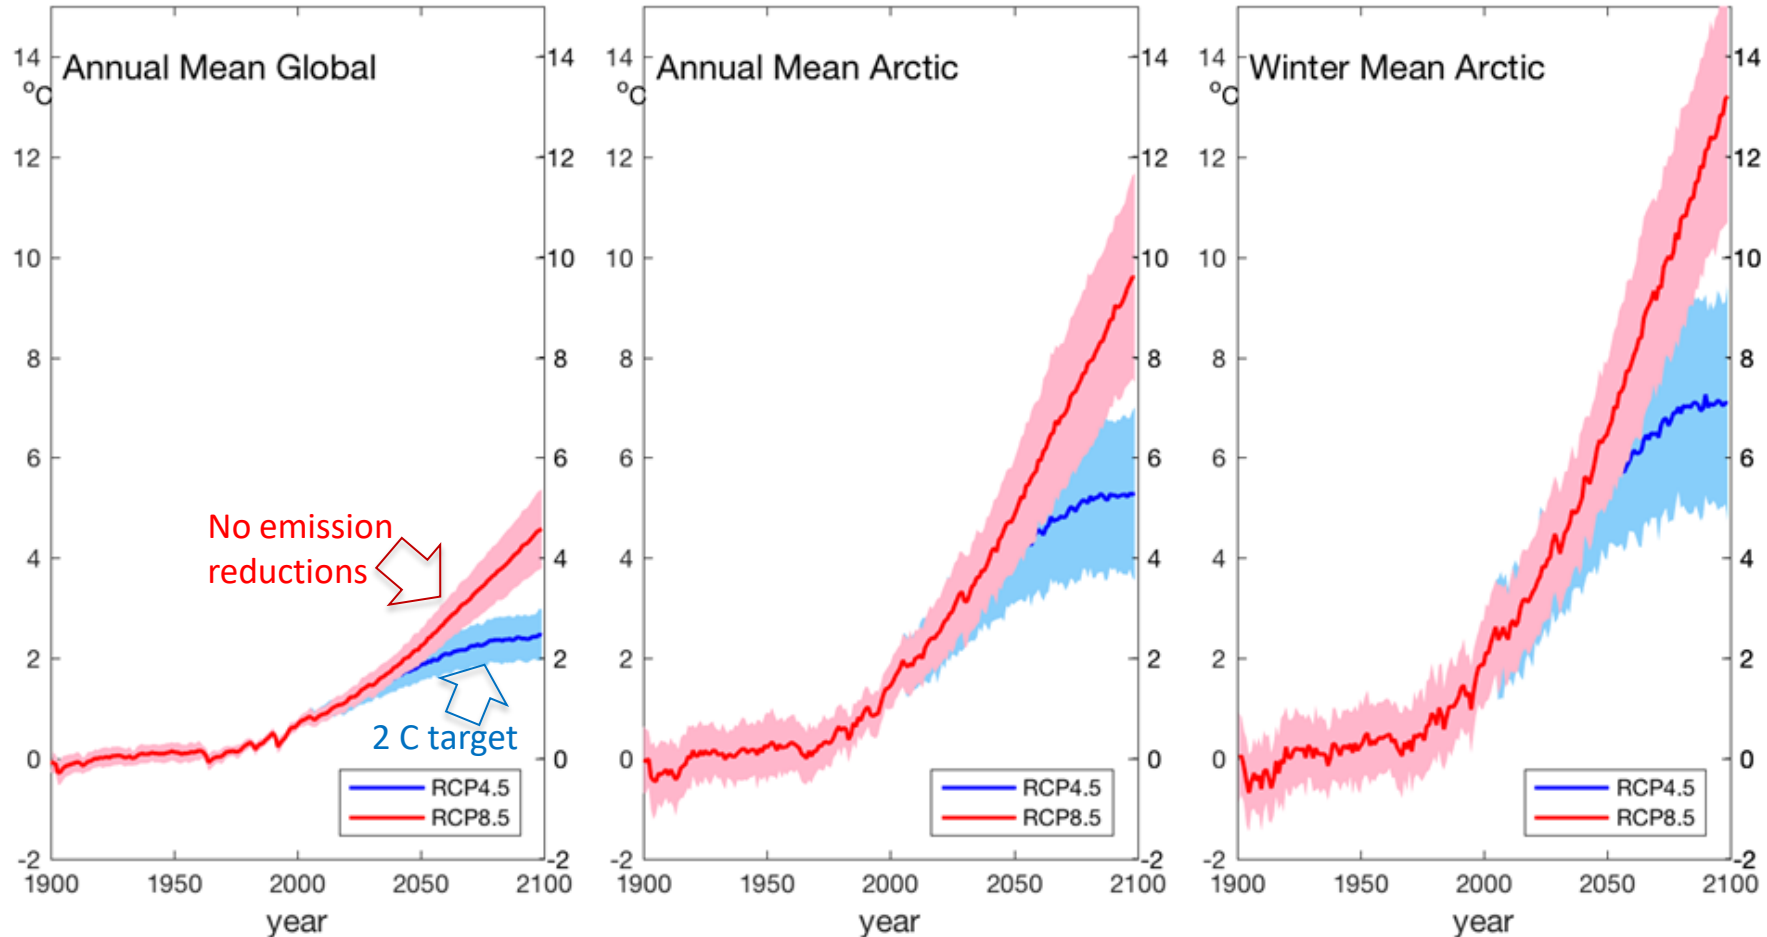 Annual Mean Global
14
12
10
8
6
4
2
0
-2
°C
14
12
10
8
6
4
2
0
-2
No emission
reductions
2 C target
RCP4.5
RCP8.5
1900 1950 2000 2050 2100
year
Annual Mean Arctic
14
12
10
8
6
4
2
0
-2
°C
14
12
10
8
6
4
2
0
-2
RCP4.5
RCP8.5
1900 1950 2000 2050 2100
year
Winter Mean Arctic
14
12
10
8
6
4
2
0
-2
°C
14
12
10
8
6
4
2
0
-2
RCP4.5
RCP8.5
1900 1950 2000 2050 2100
year